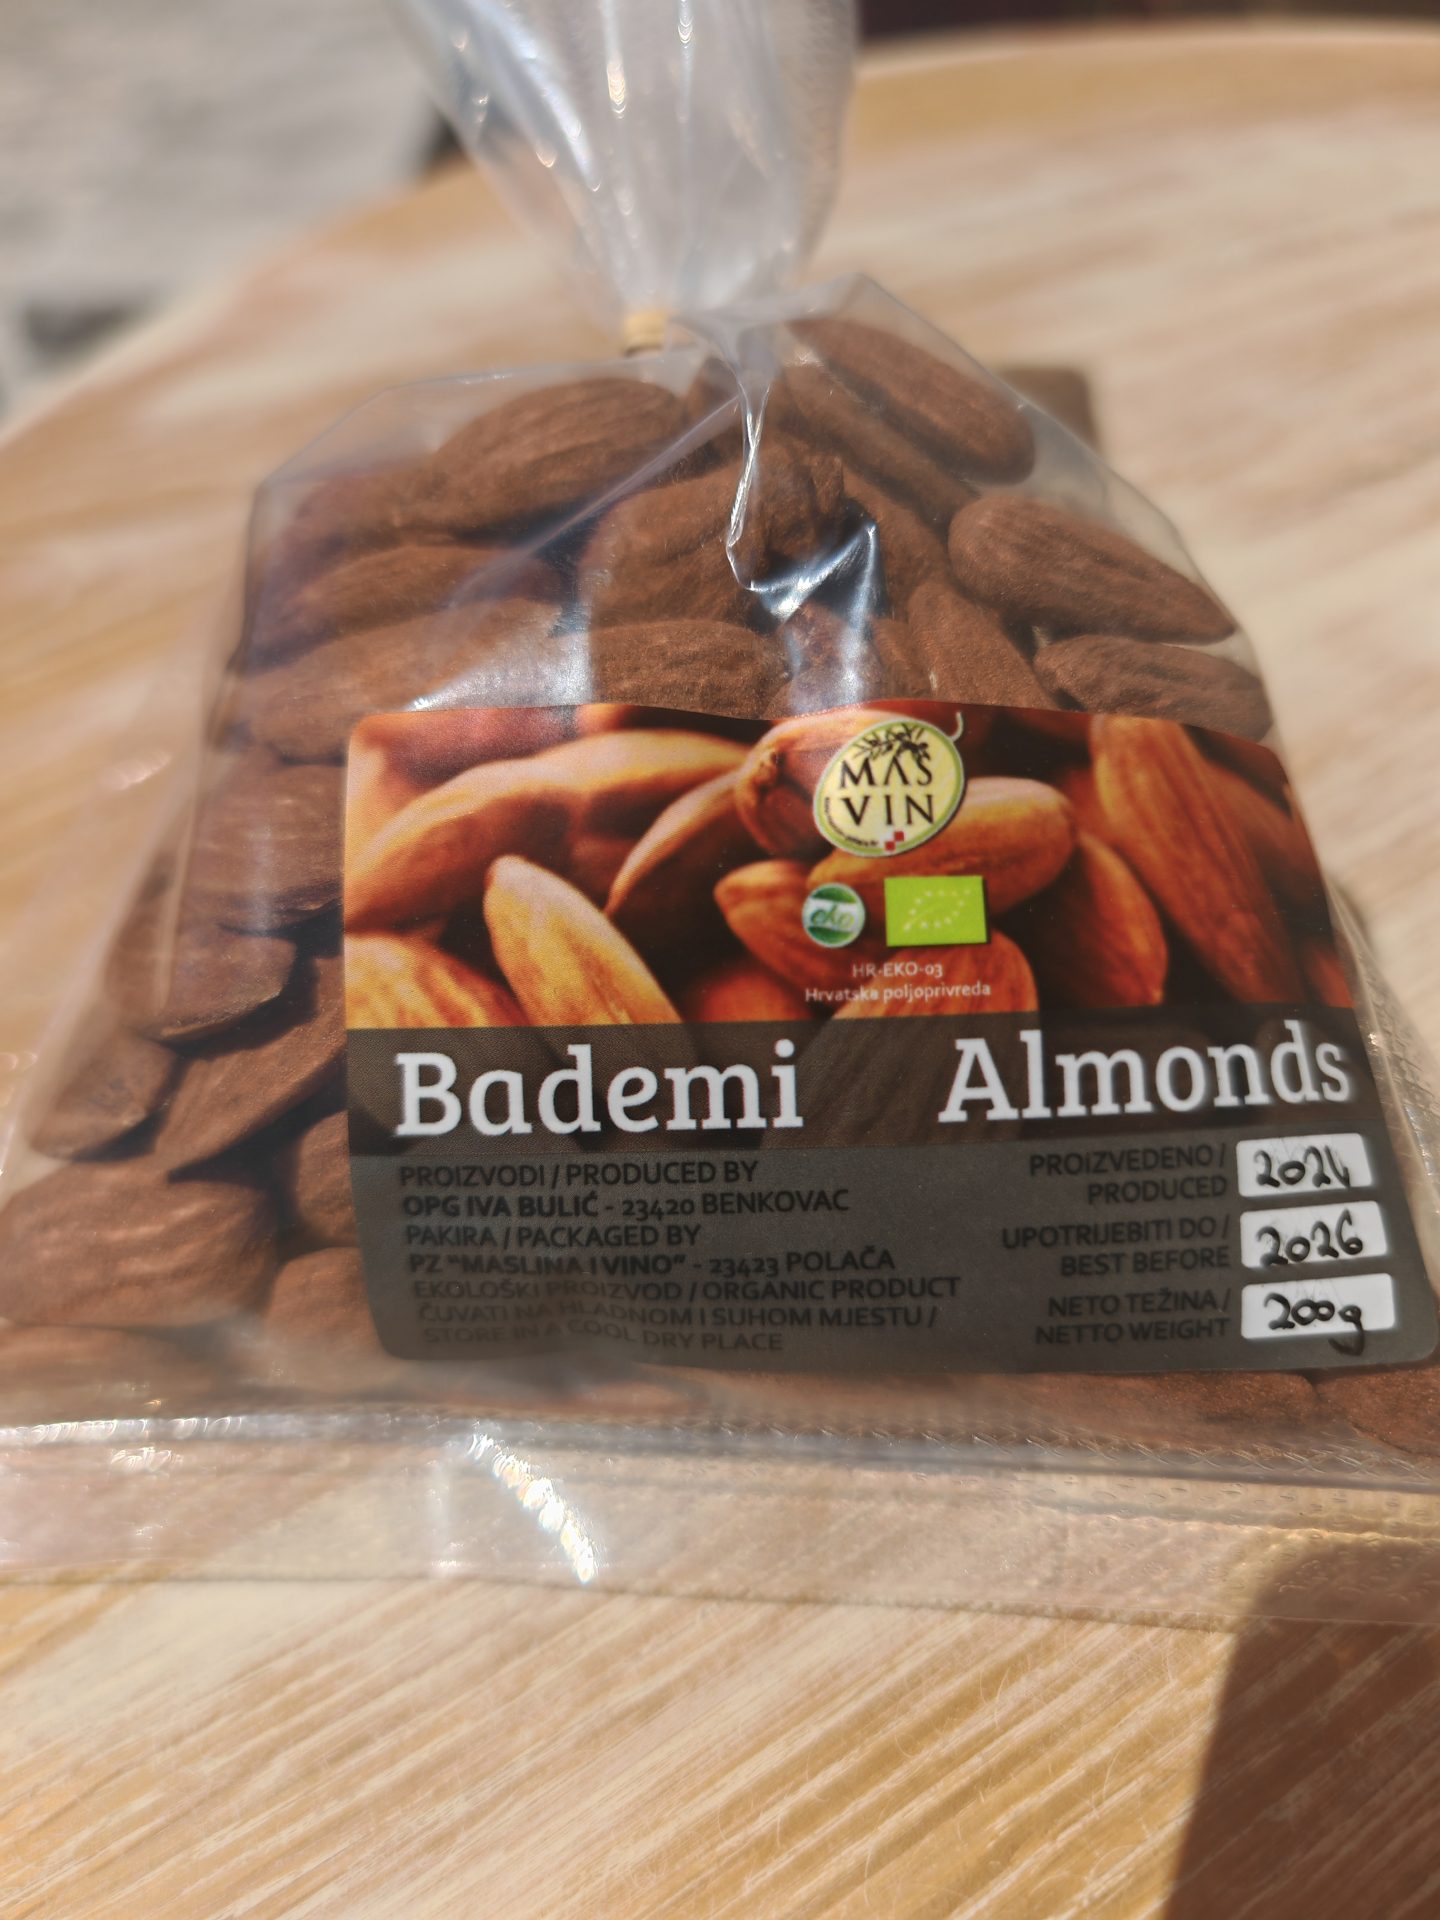 MAS
VIN
eko
HR-EKO-03
Hrvatska poljoprivreda
Bademi Almonds
PROIZVODI / PRODUCED BY
OPG IVA BULIĆ - 23420 BENKOVAC
PAKIRA / PACKAGED BY
PZ "MASLINA I VINO" - 23423 POLAČA
EKOLOŠKI PROIZVOD / ORGANIC PRODUCT
ČUVATI NA HLADNOM I SUHOM MJESTU /
STORE IN A COOL DRY PLACE
PROIZVEDENO / 
PRODUCED 2024
UPOTRIJEBITI DO /
BEST BEFORE 2026
NETO TEŽINA /
NETTO WEIGHT 200g